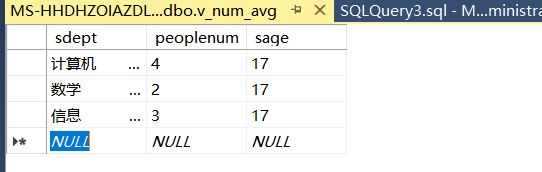 MS-HHDHZOIAZDL...dbo.v_num_avg SQLQuery3.sql - M...ministra
sdept peoplenum sage
计算机 ... 4 17
数学 ... 2 17
信息 ... 3 17
NULL NULL NULL